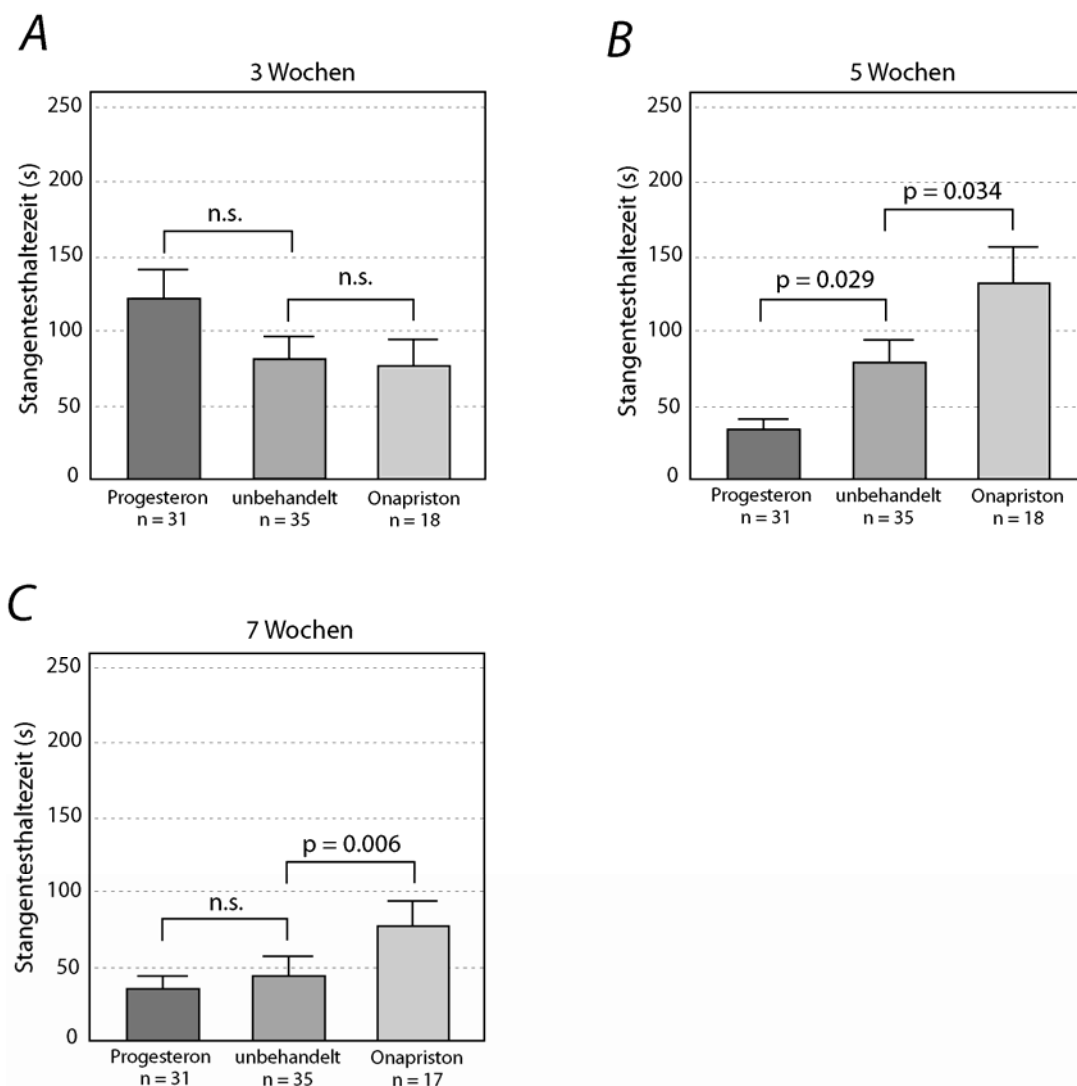 A
3 Wochen
Stangentesthaltezeit (s)
250
200
150
100
50
0
n.s.
n.s.
Progesteron unbehandelt Onapriston
n = 31 n = 35 n = 18
B
5 Wochen
Stangentesthaltezeit (s)
250
200
150
100
50
0
p = 0.034
p = 0.029
Progesteron unbehandelt Onapriston
n = 31 n = 35 n = 18
C
7 Wochen
Stangentesthaltezeit (s)
250
200
150
100
50
0
p = 0.006
n.s.
Progesteron unbehandelt Onapriston
n = 31 n = 35 n = 17